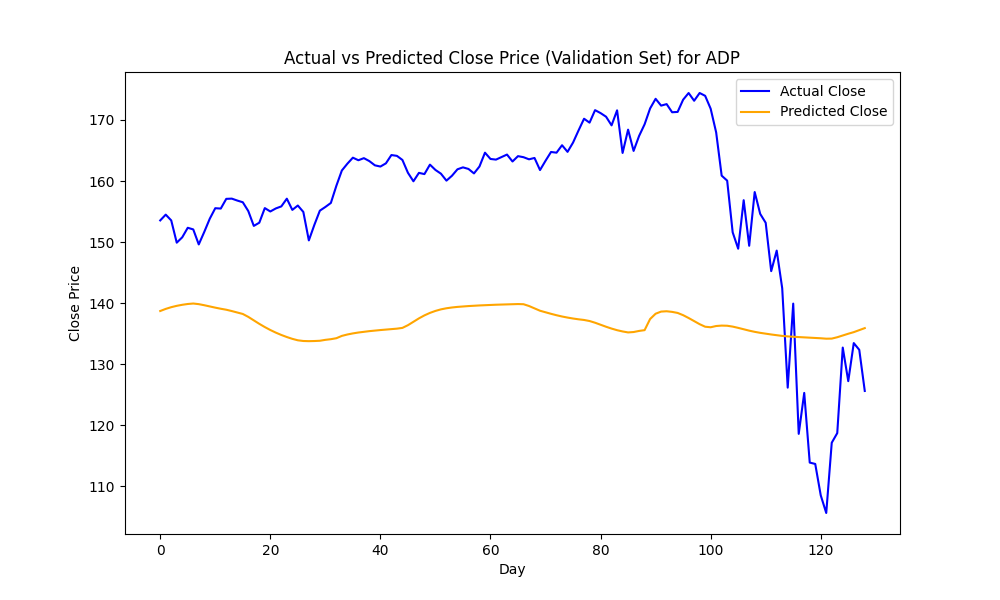 Actual vs Predicted Close Price (Validation Set) for ADP
Actual Close
Predicted Close
Close Price
170
160
150
140
130
120
110
0 20 40 60 80 100 120
Day